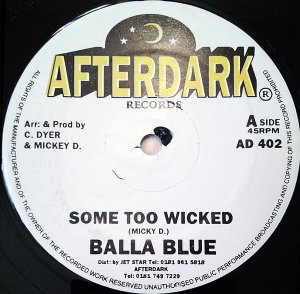 AFTERDARK
®
RECORDS
Arr: & Prod by
C. DYER
& MICKEY D.
A SIDE
45RPM
AD 402
SOME TOO WICKED
(MICKY D.)
BALLA BLUE
Dist: by JET STAR Tel: 0181 961 5818
AFTERDARK
Tel: 0181 749 7229
ALL RIGHTS OF THE MANUFACTURER AND OF THE OWNER OF THE RECORDED WORK RESERVED UNAUTHORISED PUBLIC PERFORMANCE BROADCASTING AND COPYING OF THIS RECORD PROHIBITED